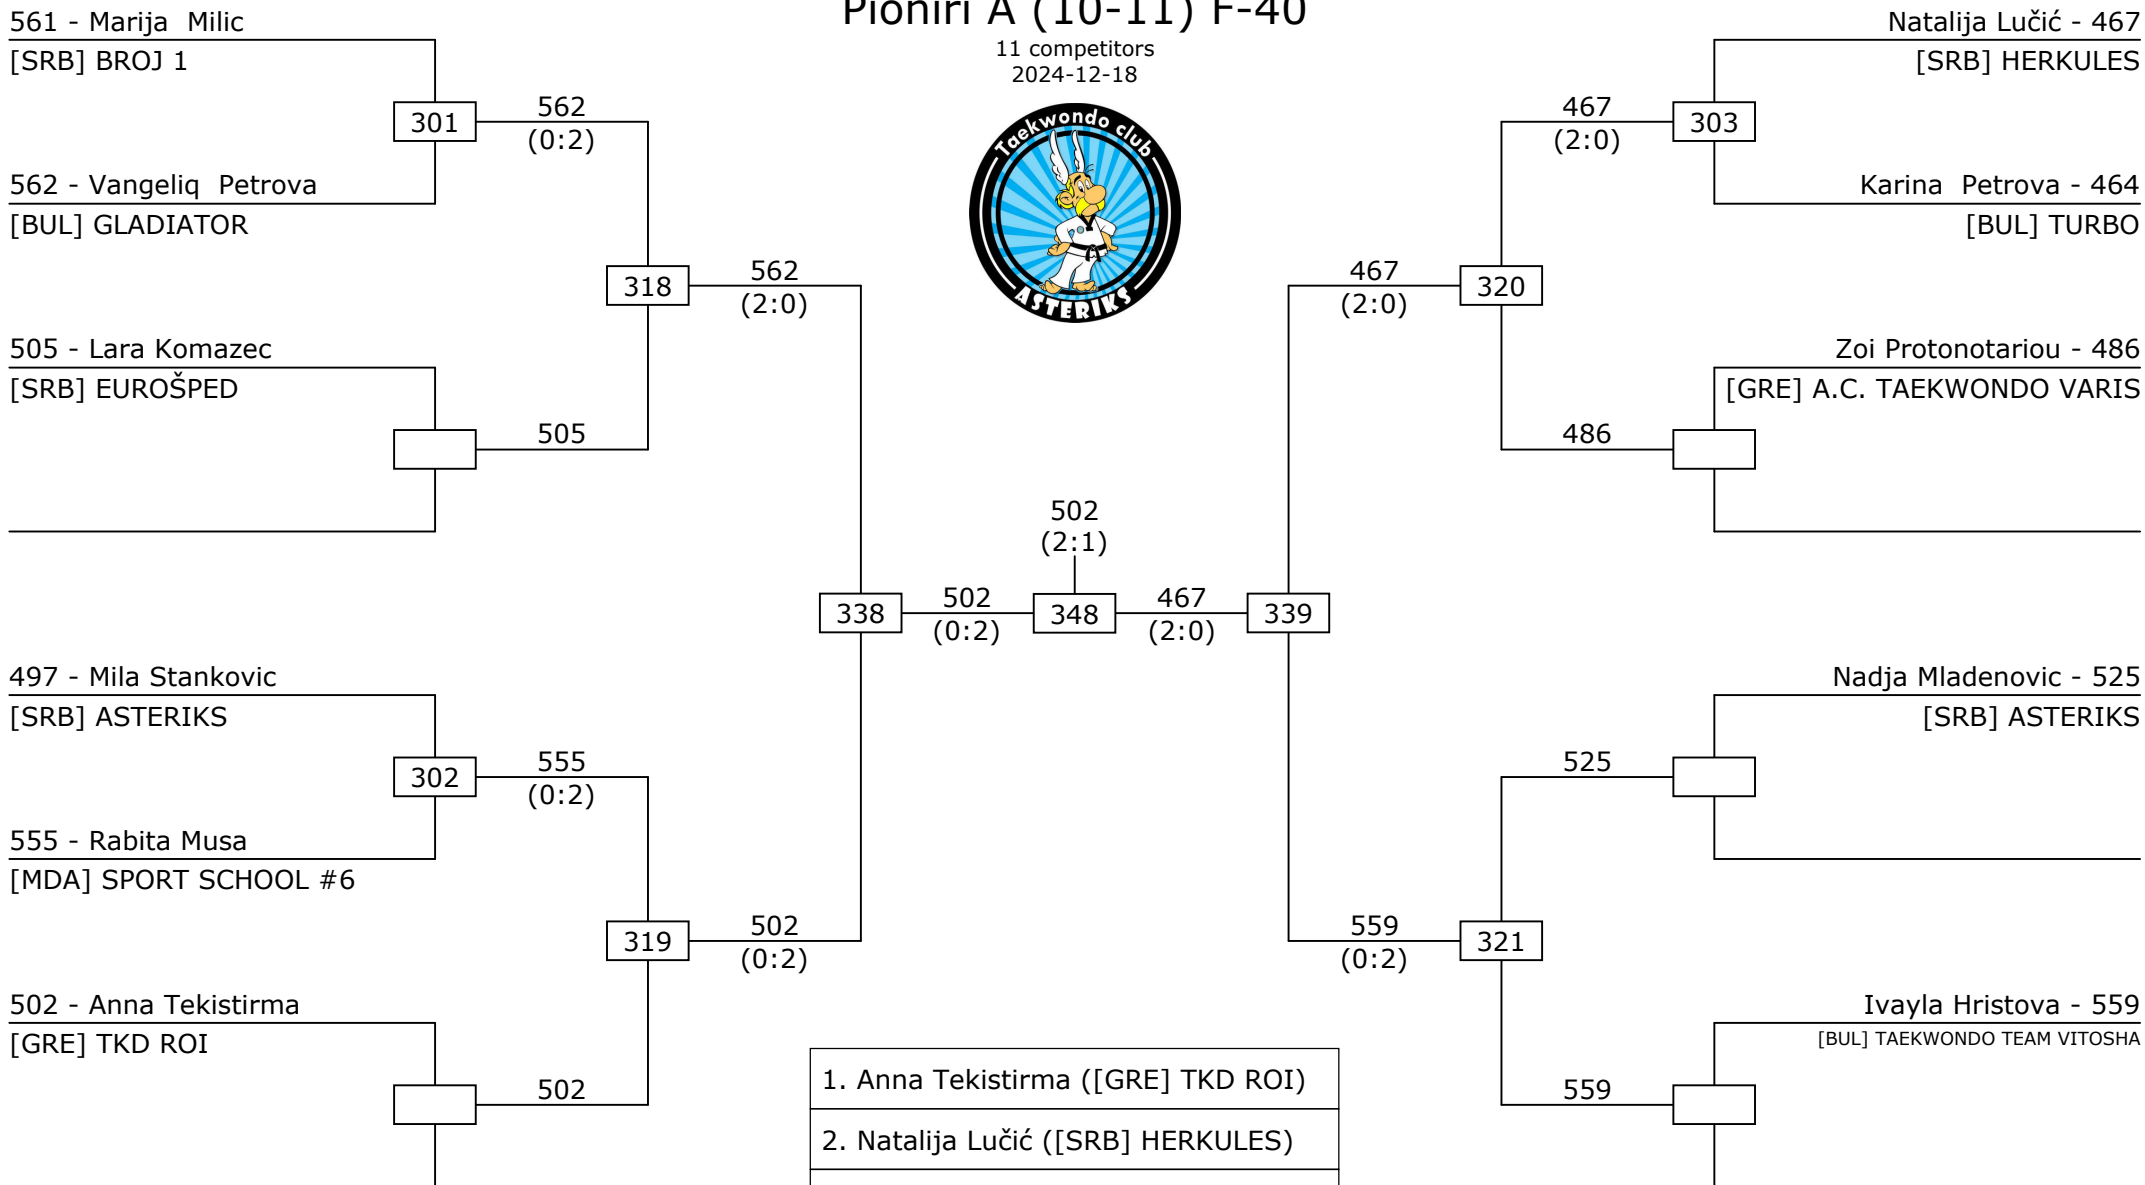 Pioniri A (10-11) F-40
11 competitors
2024-12-18
Taekwondo club
ASTERIKS
561 - Marija  Milic
[SRB] BROJ 1
301
562
(0:2)
562 - Vangeliq  Petrova
[BUL] GLADIATOR
318
562
(2:0)
505 - Lara Komazec
[SRB] EUROŠPED
505
497 - Mila Stankovic
[SRB] ASTERIKS
302
555
(0:2)
555 - Rabita Musa
[MDA] SPORT SCHOOL #6
319
502
(0:2)
502 - Anna Tekistirma
[GRE] TKD ROI
502
338
502
(0:2)
502
(2:1)
348
467
(2:0)
339
Natalija Lučić - 467
[SRB] HERKULES
467
(2:0)
303
Karina  Petrova - 464
[BUL] TURBO
467
(2:0)
320
Zoi Protonotariou - 486
[GRE] A.C. TAEKWONDO VARIS
486
Nadja Mladenovic - 525
[SRB] ASTERIKS
525
559
(0:2)
321
Ivayla Hristova - 559
[BUL] TAEKWONDO TEAM VITOSHA
559
1. Anna Tekistirma ([GRE] TKD ROI)
2. Natalija Lučić ([SRB] HERKULES)